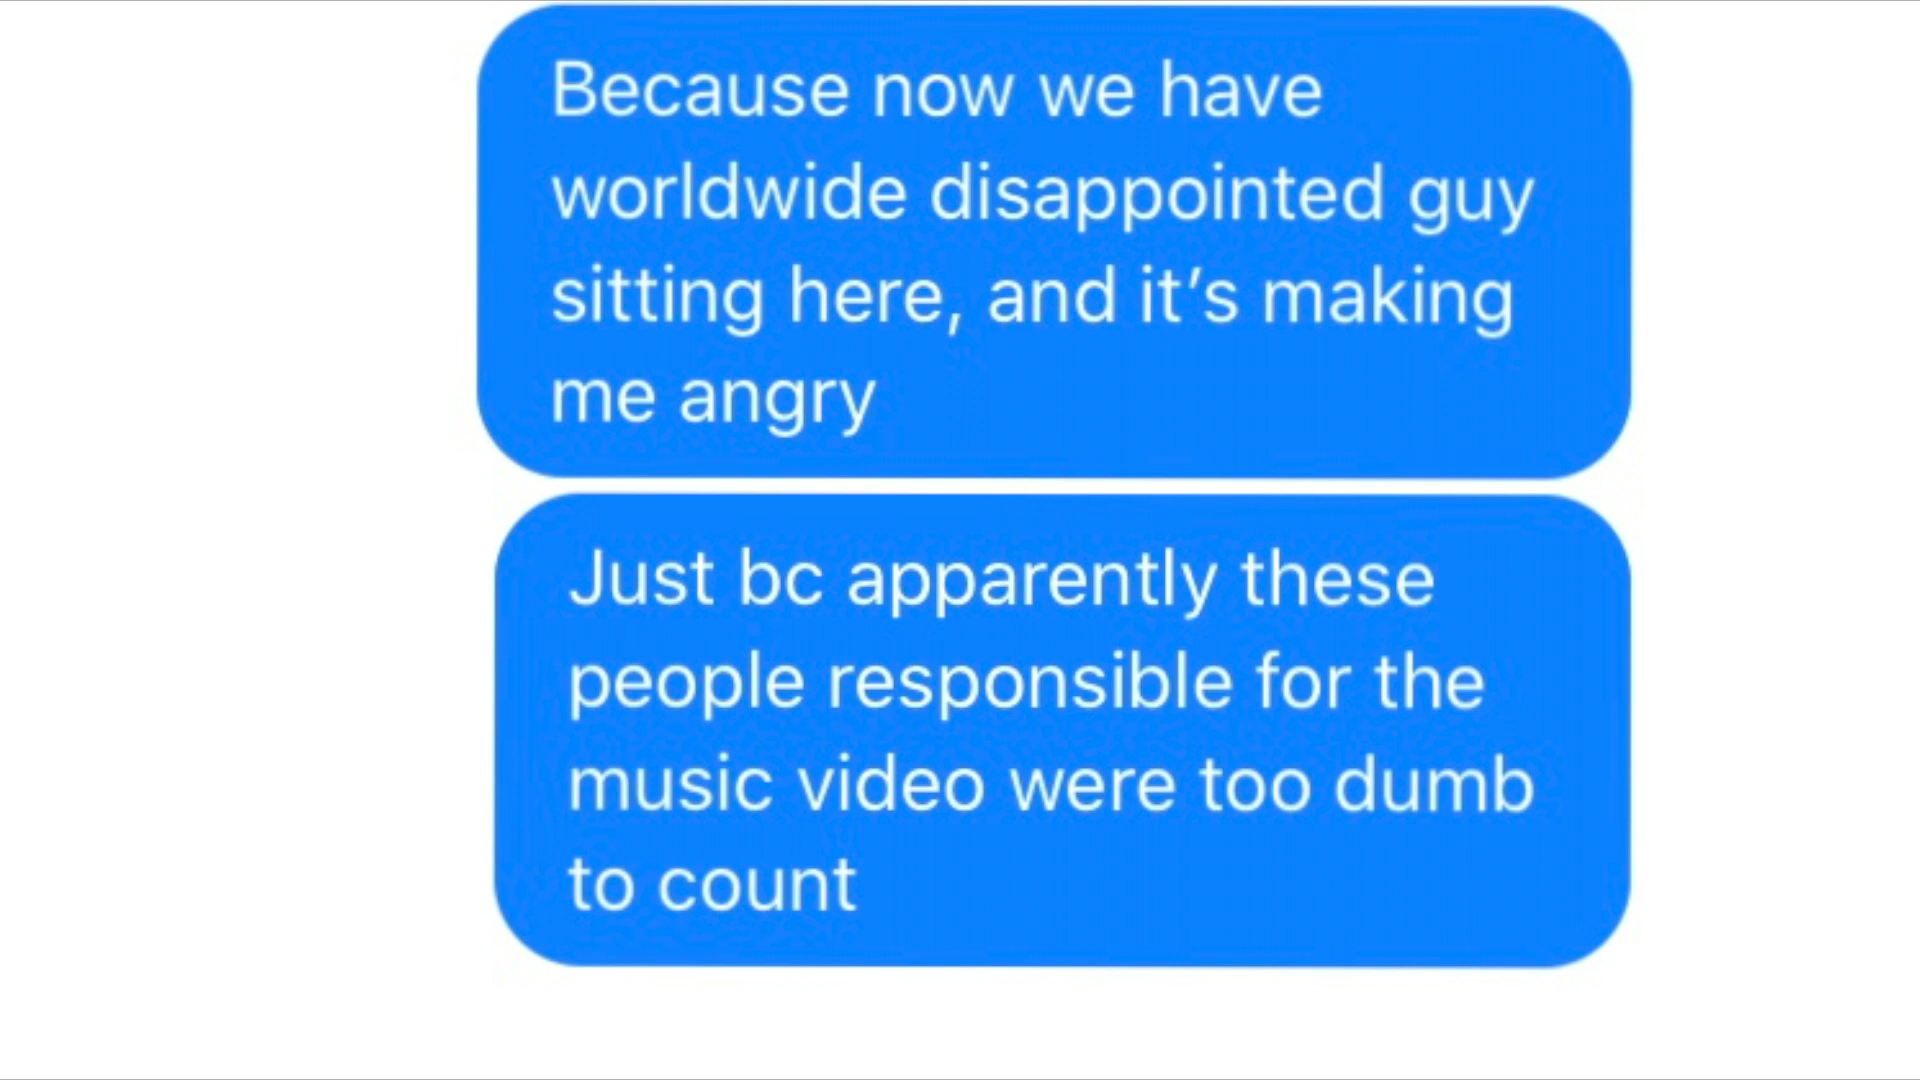 Because now we have
worldwide disappointed guy
sitting here, and it’s making
me angry
Just bc apparently these
people responsible for the
music video were too dumb
to count